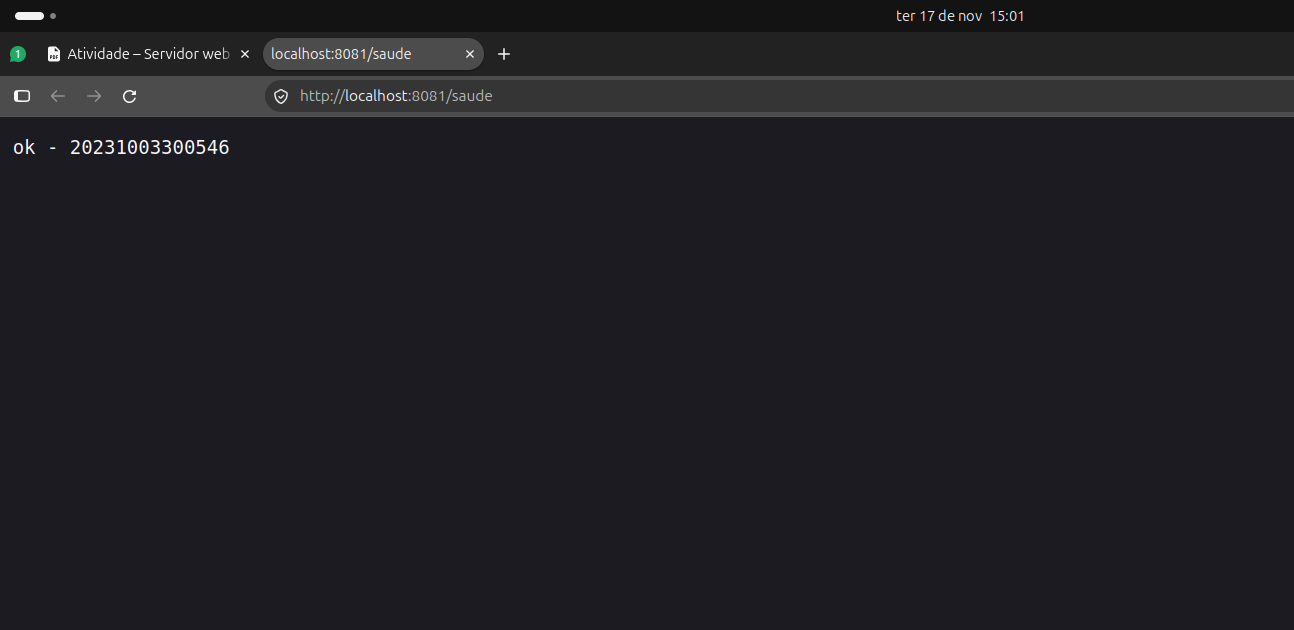 ter 17 de nov 15:01
1
Atividade – Servidor web
localhost:8081/saude
http://localhost:8081/saude
ok - 20231003300546